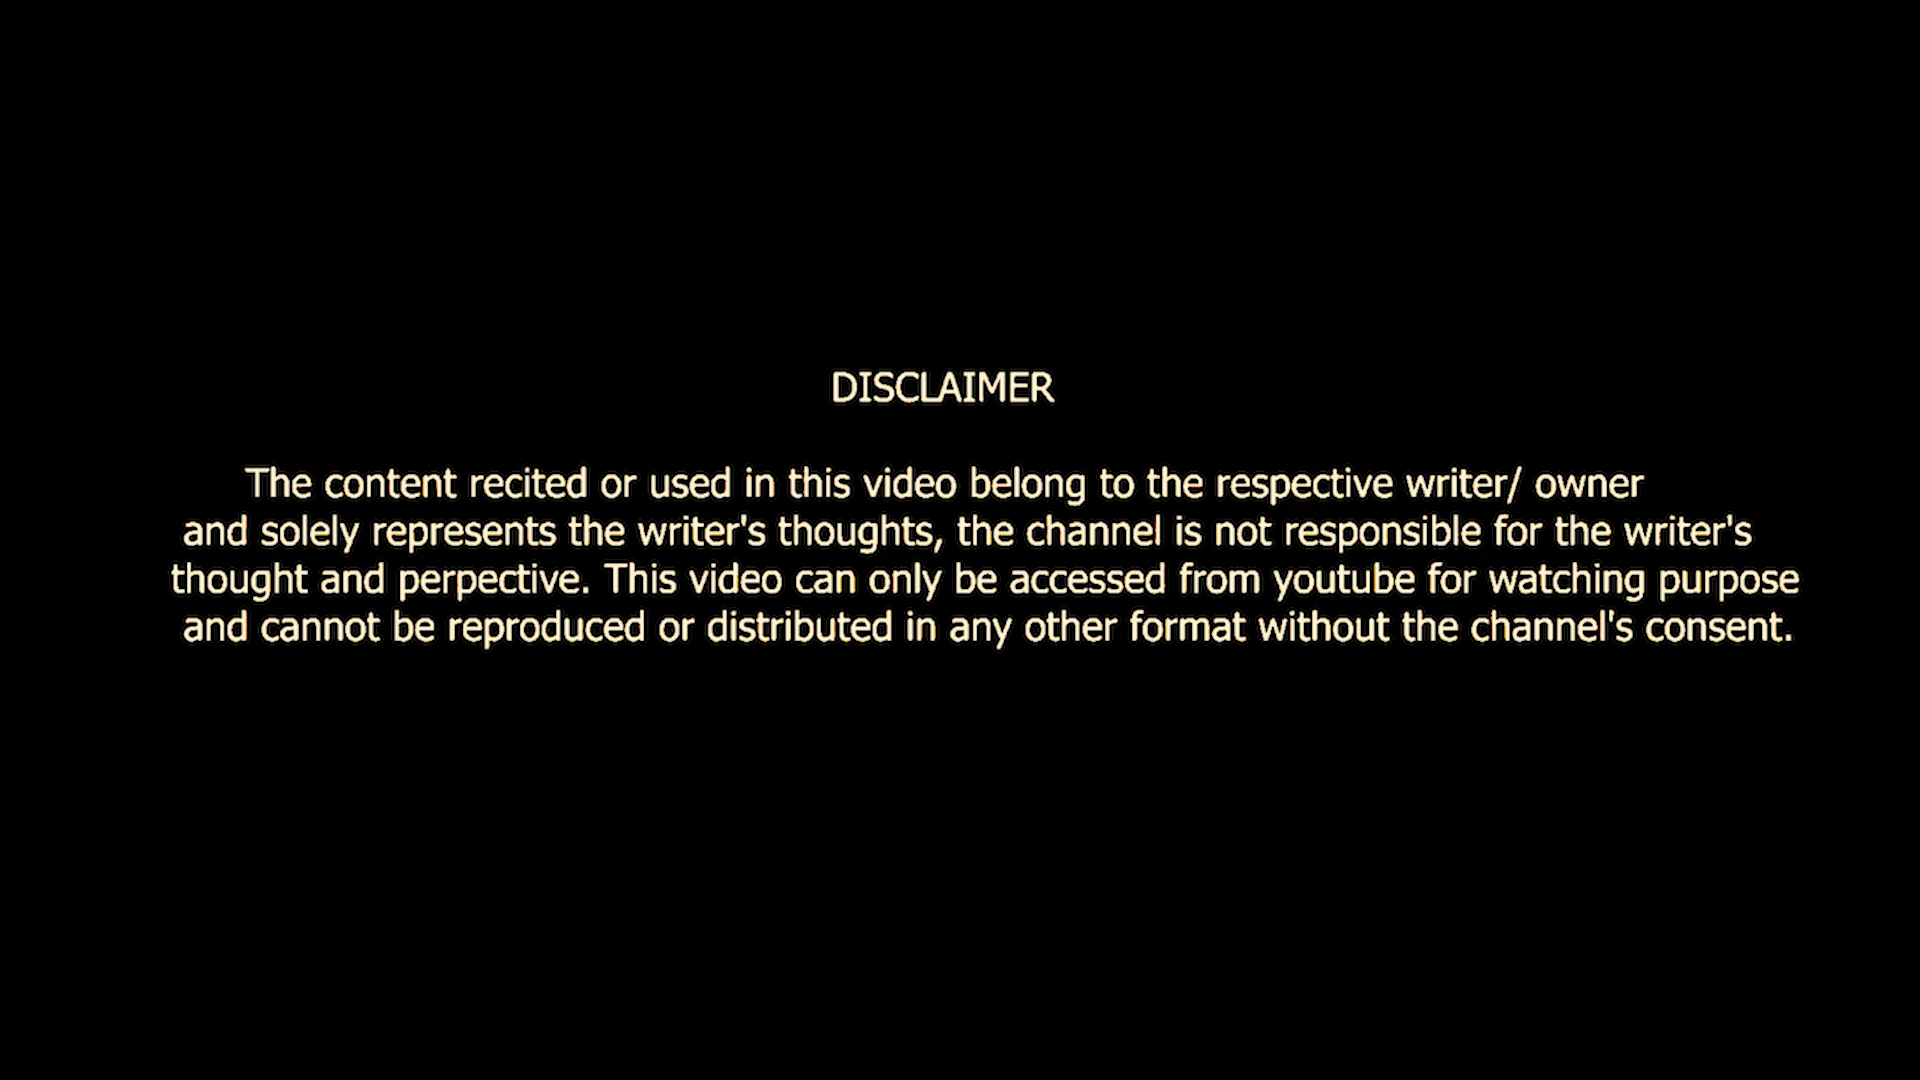 DISCLAIMER
The content recited or used in this video belong to the respective writer/ owner
and solely represents the writer's thoughts, the channel is not responsible for the writer's
thought and perpective. This video can only be accessed from youtube for watching purpose
and cannot be reproduced or distributed in any other format without the channel's consent.